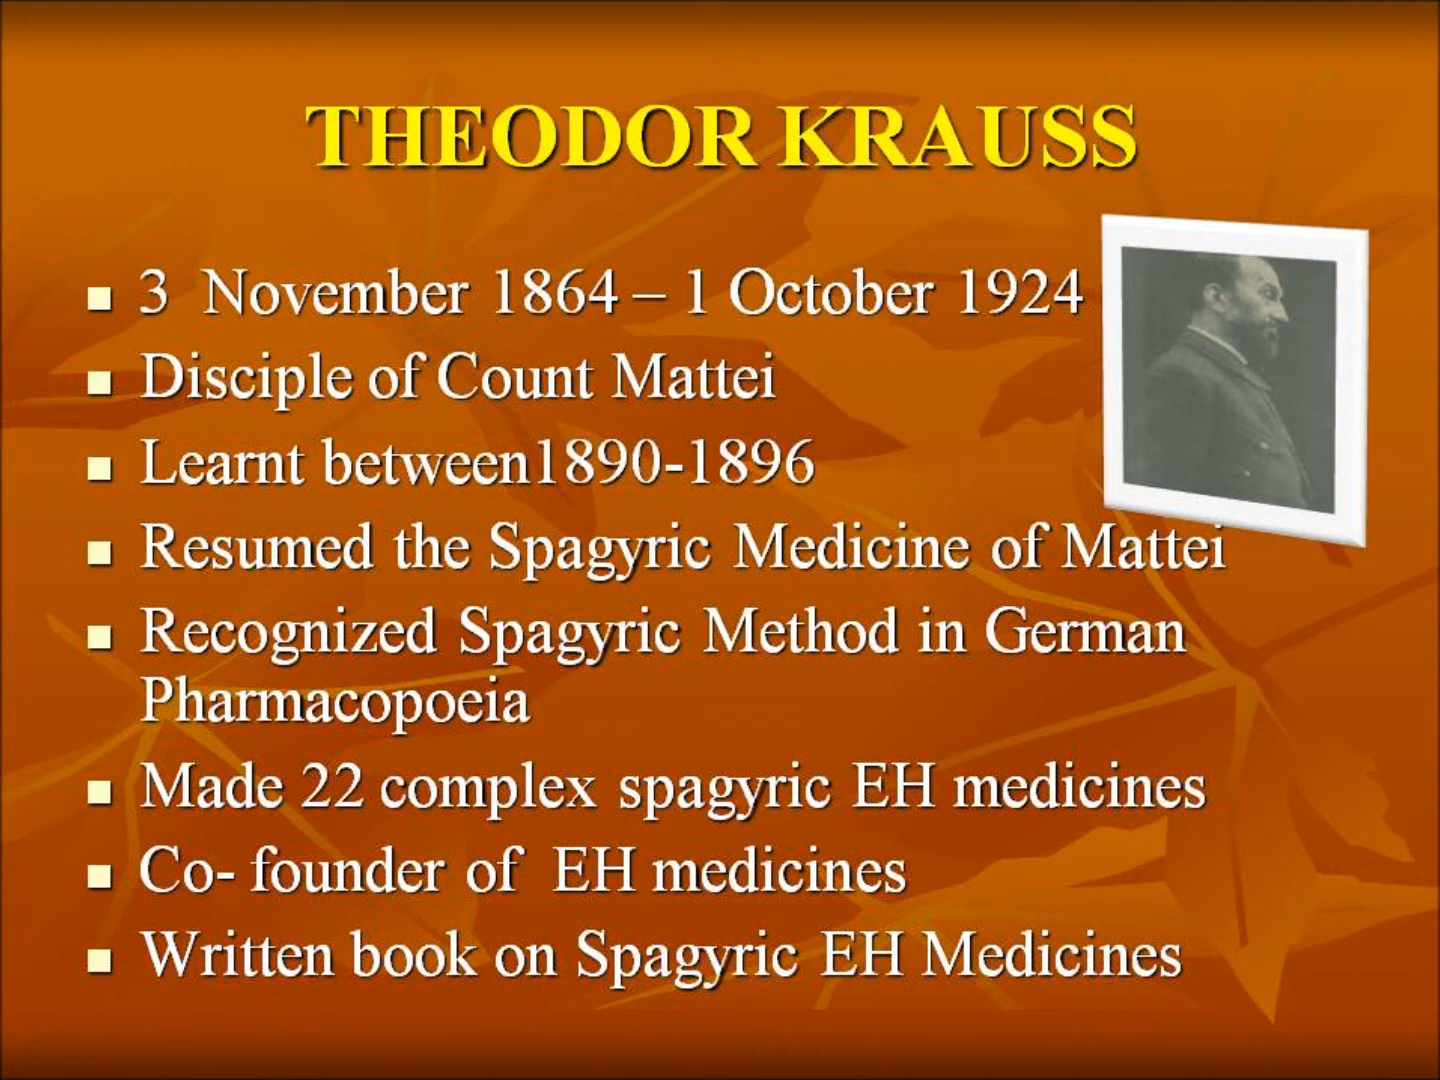 THEODOR KRAUSS
3 November 1864 – 1 October 1924
Disciple of Count Mattei
Learnt between1890-1896
Resumed the Spagyric Medicine of Mattei
Recognized Spagyric Method in German
Pharmacopoeia
Made 22 complex spagyric EH medicines
Co- founder of EH medicines
Written book on Spagyric EH Medicines